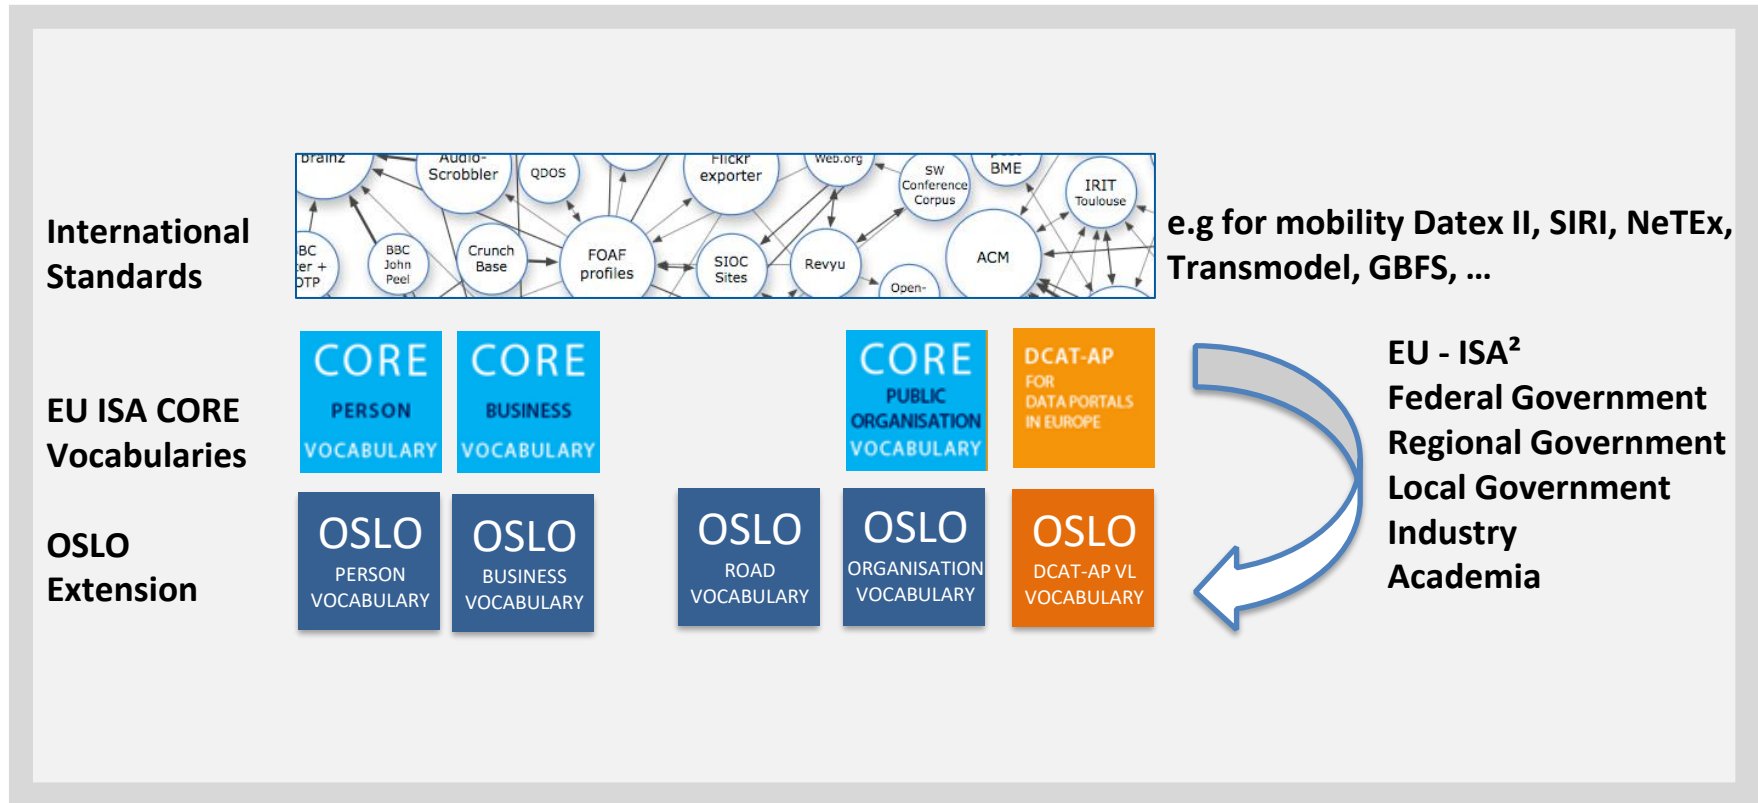 International
Standards
Audio-
Scrobbler
QDOS
Flickr
exporter
Web.org
SW
Conference
Corpus
BME
IRIT
Toulouse
BBC
John
Peel
Crunch
Base
FOAF
profiles
SIOC
Sites
Revyu
Open-
ACM
e.g for mobility Datex II, SIRI, NeTEx,
Transmodel, GBFS, ...
EU ISA CORE
Vocabularies
CORE
PERSON
VOCABULARY
CORE
BUSINESS
VOCABULARY
CORE
PUBLIC
ORGANISATION
VOCABULARY
DCAT-AP
FOR
DATA PORTALS
IN EUROPE
EU - ISA²
Federal Government
Regional Government
Local Government
Industry
Academia
OSLO
Extension
OSLO
PERSON
VOCABULARY
OSLO
BUSINESS
VOCABULARY
OSLO
ROAD
VOCABULARY
OSLO
ORGANISATION
VOCABULARY
OSLO
DCAT-AP VL
VOCABULARY